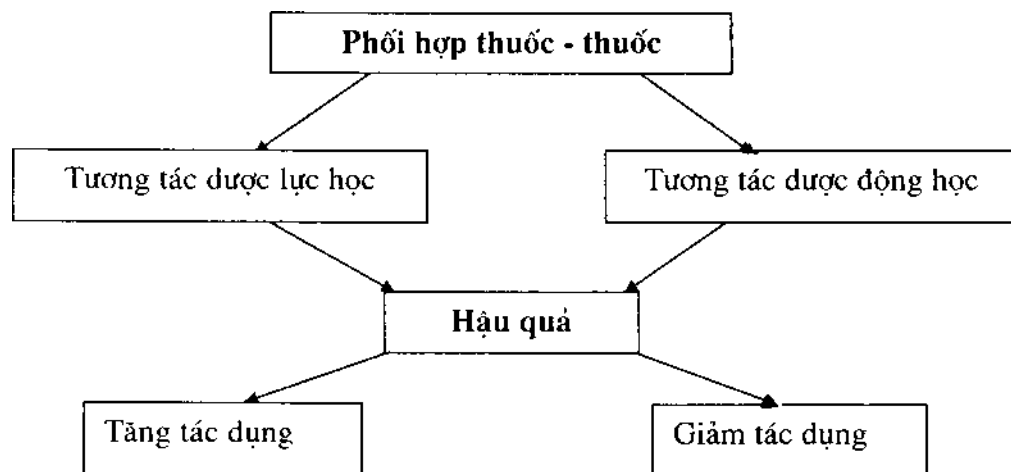 Phối hợp thuốc - thuốc
Tương tác dược lực học
Tương tác dược động học
Hậu quả
Tăng tác dụng
Giảm tác dụng